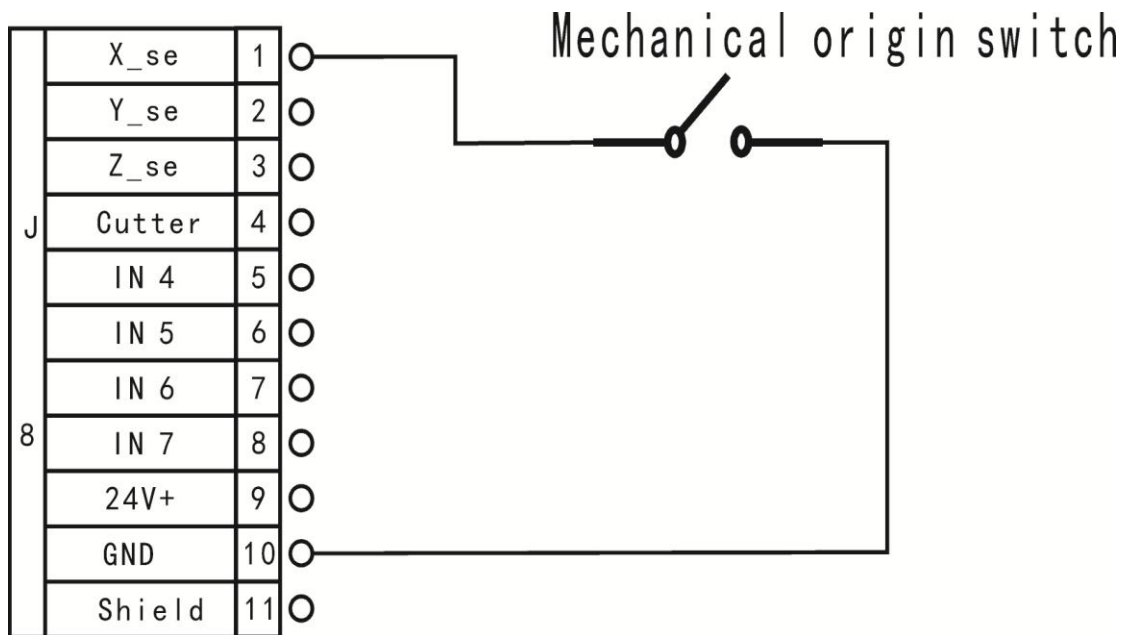 Mechanical origin switch
J 8
X_se 1
Y_se 2
Z_se 3
Cutter 4
IN 4 5
IN 5 6
IN 6 7
IN 7 8
24V+ 9
GND 10
Shield 11